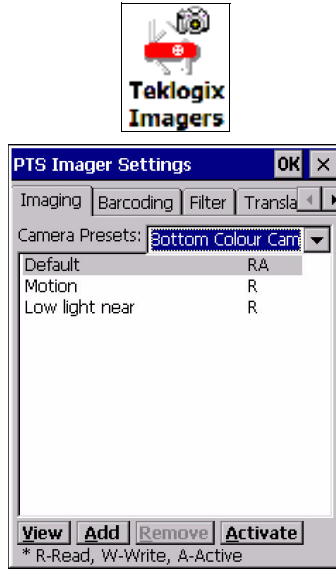 Teklogix
Imagers
PTS Imager Settings OK ×
Imaging Barcoding Filter Transla
Camera Presets: Bottom Colour Cam
Default RA
Motion R
Low light near R
View Add Remove Activate
* R-Read, W-Write, A-Active